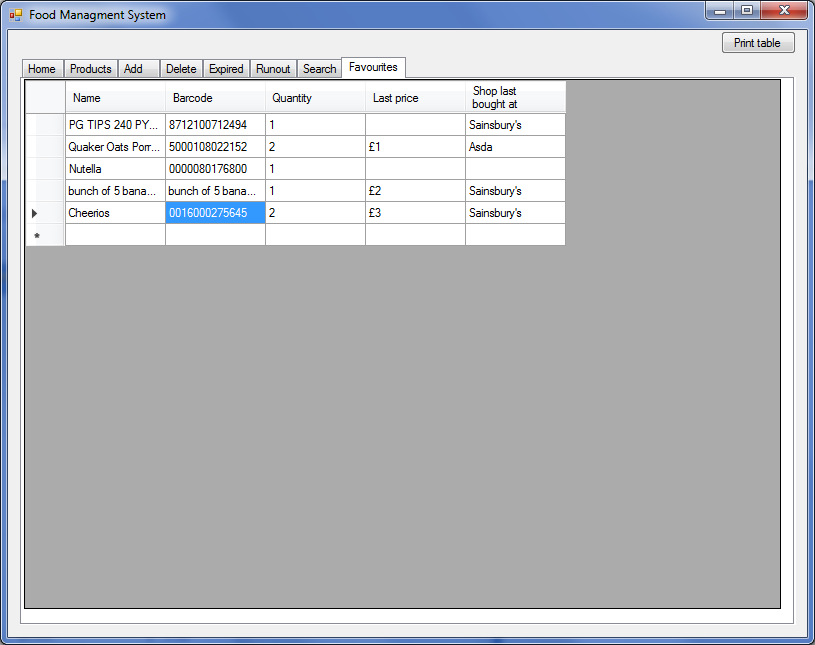 Food Managment System
Print table
Home Products Add Delete Expired Runout Search Favourites
Name Barcode Quantity Last price Shop last bought at
PG TIPS 240 PY... 8712100712494 1 Sainsbury's
Quaker Oats Porr... 5000108022152 2 £1 Asda
Nutella 0000080176800 1
bunch of 5 bana... bunch of 5 bana... 1 £2 Sainsbury's
Cheerios 0016000275645 2 £3 Sainsbury's
*